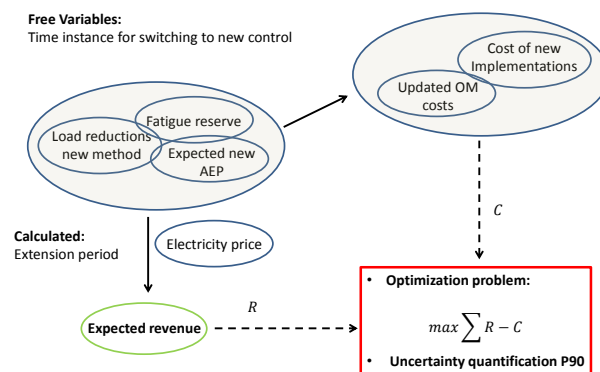 Free Variables:
Time instance for switching to new control
Cost of new
Implementations
Updated OM
costs
Fatigue reserve
Load reductions
new method
Expected new
AEP
C
Calculated:
Extension period
Electricity price
Expected revenue
R
• Optimization problem:
max ∑ R − C
• Uncertainty quantification P90